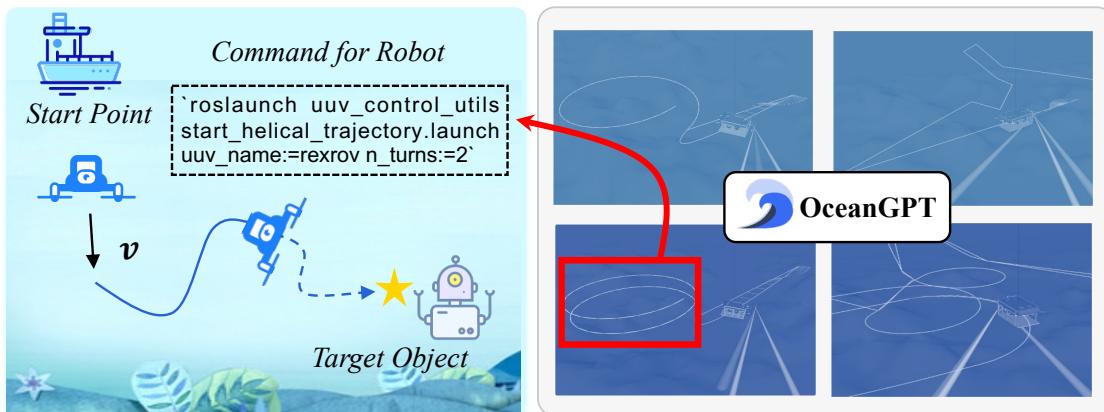 Command for Robot
Start Point
`roslaunch uuv_control_utils
start_helical_trajectory.launch
uuv_name:=rexrov n_turns:=2`
v
Target Object
OceanGPT